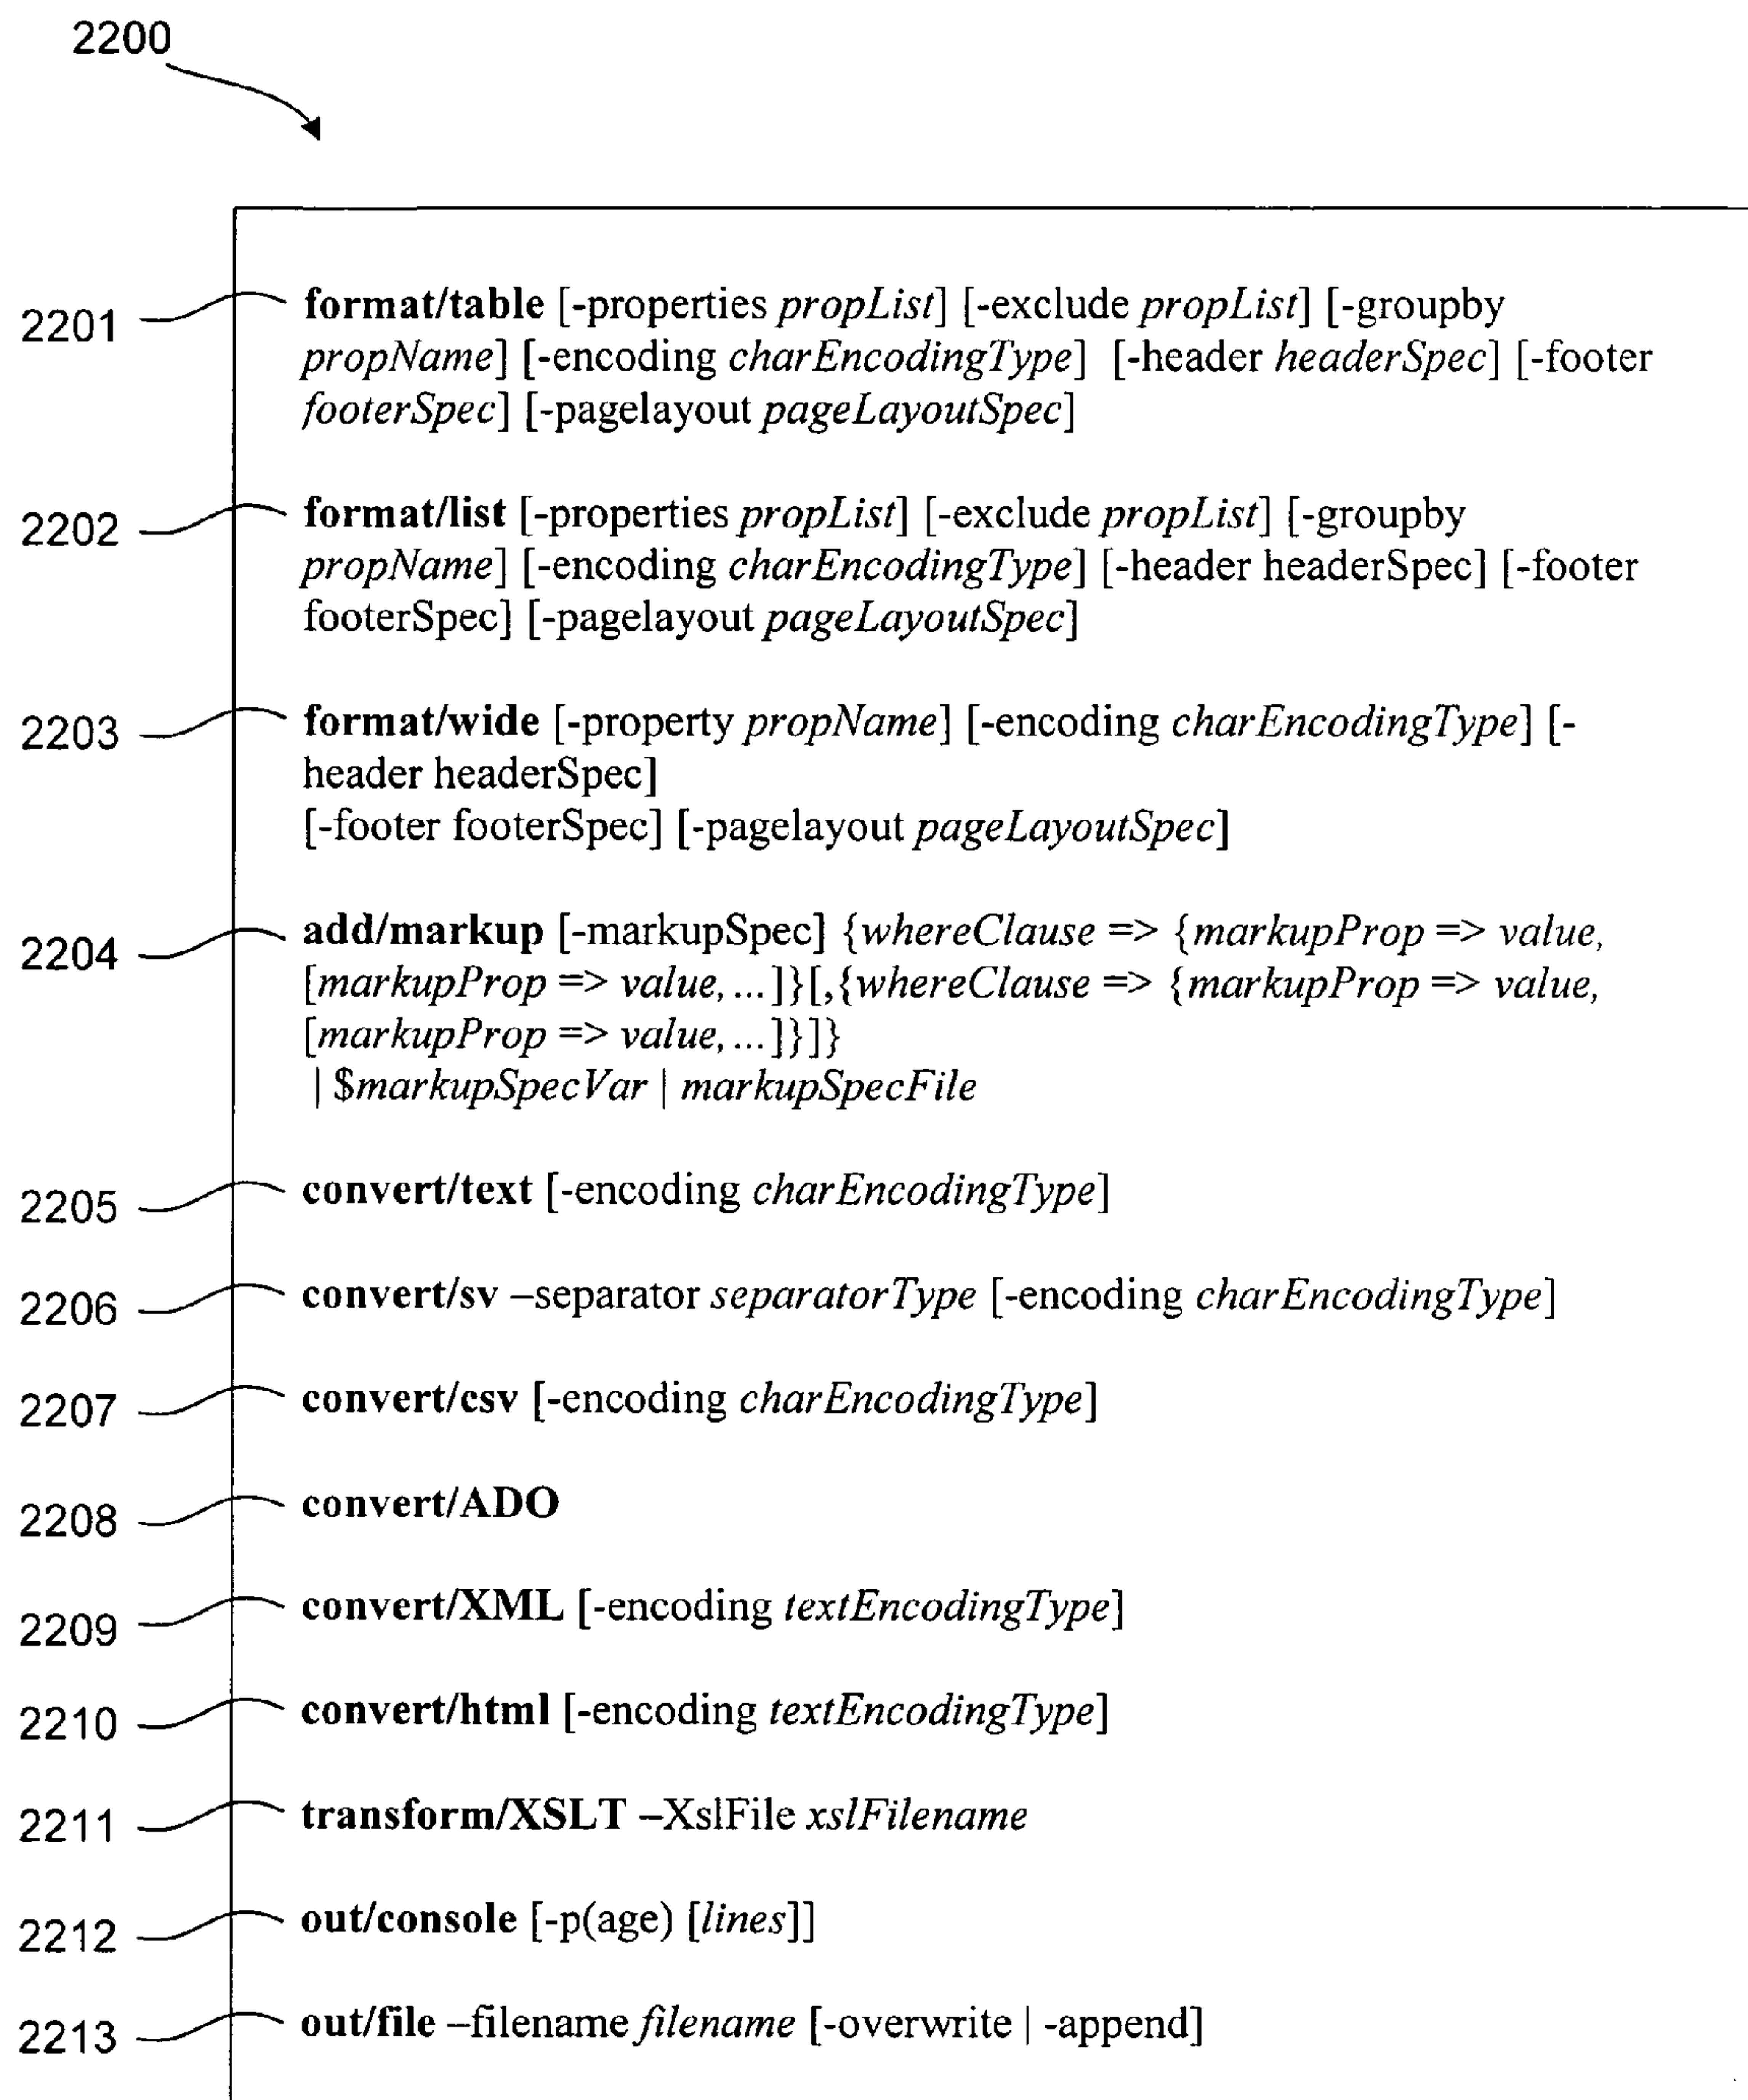 2200
2201 format/table [-properties propList] [-exclude propList] [-groupby
propName] [-encoding charEncodingType] [-header headerSpec] [-footer
footerSpec] [-pagelayout pageLayoutSpec]
2202 format/list [-properties propList] [-exclude propList] [-groupby
propName] [-encoding charEncodingType] [-header headerSpec] [-footer
footerSpec] [-pagelayout pageLayoutSpec]
2203 format/wide [-property propName] [-encoding charEncodingType] [-
header headerSpec]
[-footer footerSpec] [-pagelayout pageLayoutSpec]
2204 add/markup [-markupSpec] {whereClause => {markupProp => value,
[markupProp => value, ...]}[,{whereClause => {markupProp => value,
[markupProp => value, ...]}]}
| $markupSpecVar | markupSpecFile
2205 convert/text [-encoding charEncodingType]
2206 convert/sv –separator separatorType [-encoding charEncodingType]
2207 convert/csv [-encoding charEncodingType]
2208 convert/ADO
2209 convert/XML [-encoding textEncodingType]
2210 convert/html [-encoding textEncodingType]
2211 transform/XSLT –XslFile xslFilename
2212 out/console [-p(age) [lines]]
2213 out/file –filename filename [-overwrite | -append]